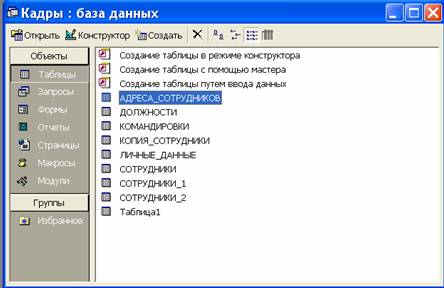 Кадры : база данных
Открыть Конструктор Создать
Объекты
Таблицы
Запросы
Формы
Отчеты
Страницы
Макросы
Модули
Группы
Избранное
Создание таблицы в режиме конструктора
Создание таблицы с помощью мастера
Создание таблицы путем ввода данных
АДРЕСА_СОТРУДНИКОВ
ДОЛЖНОСТИ
КОМАНДИРОВКИ
КОПИЯ_СОТРУДНИКИ
ЛИЧНЫЕ_ДАННЫЕ
СОТРУДНИКИ
СОТРУДНИКИ_1
СОТРУДНИКИ_2
Таблица1